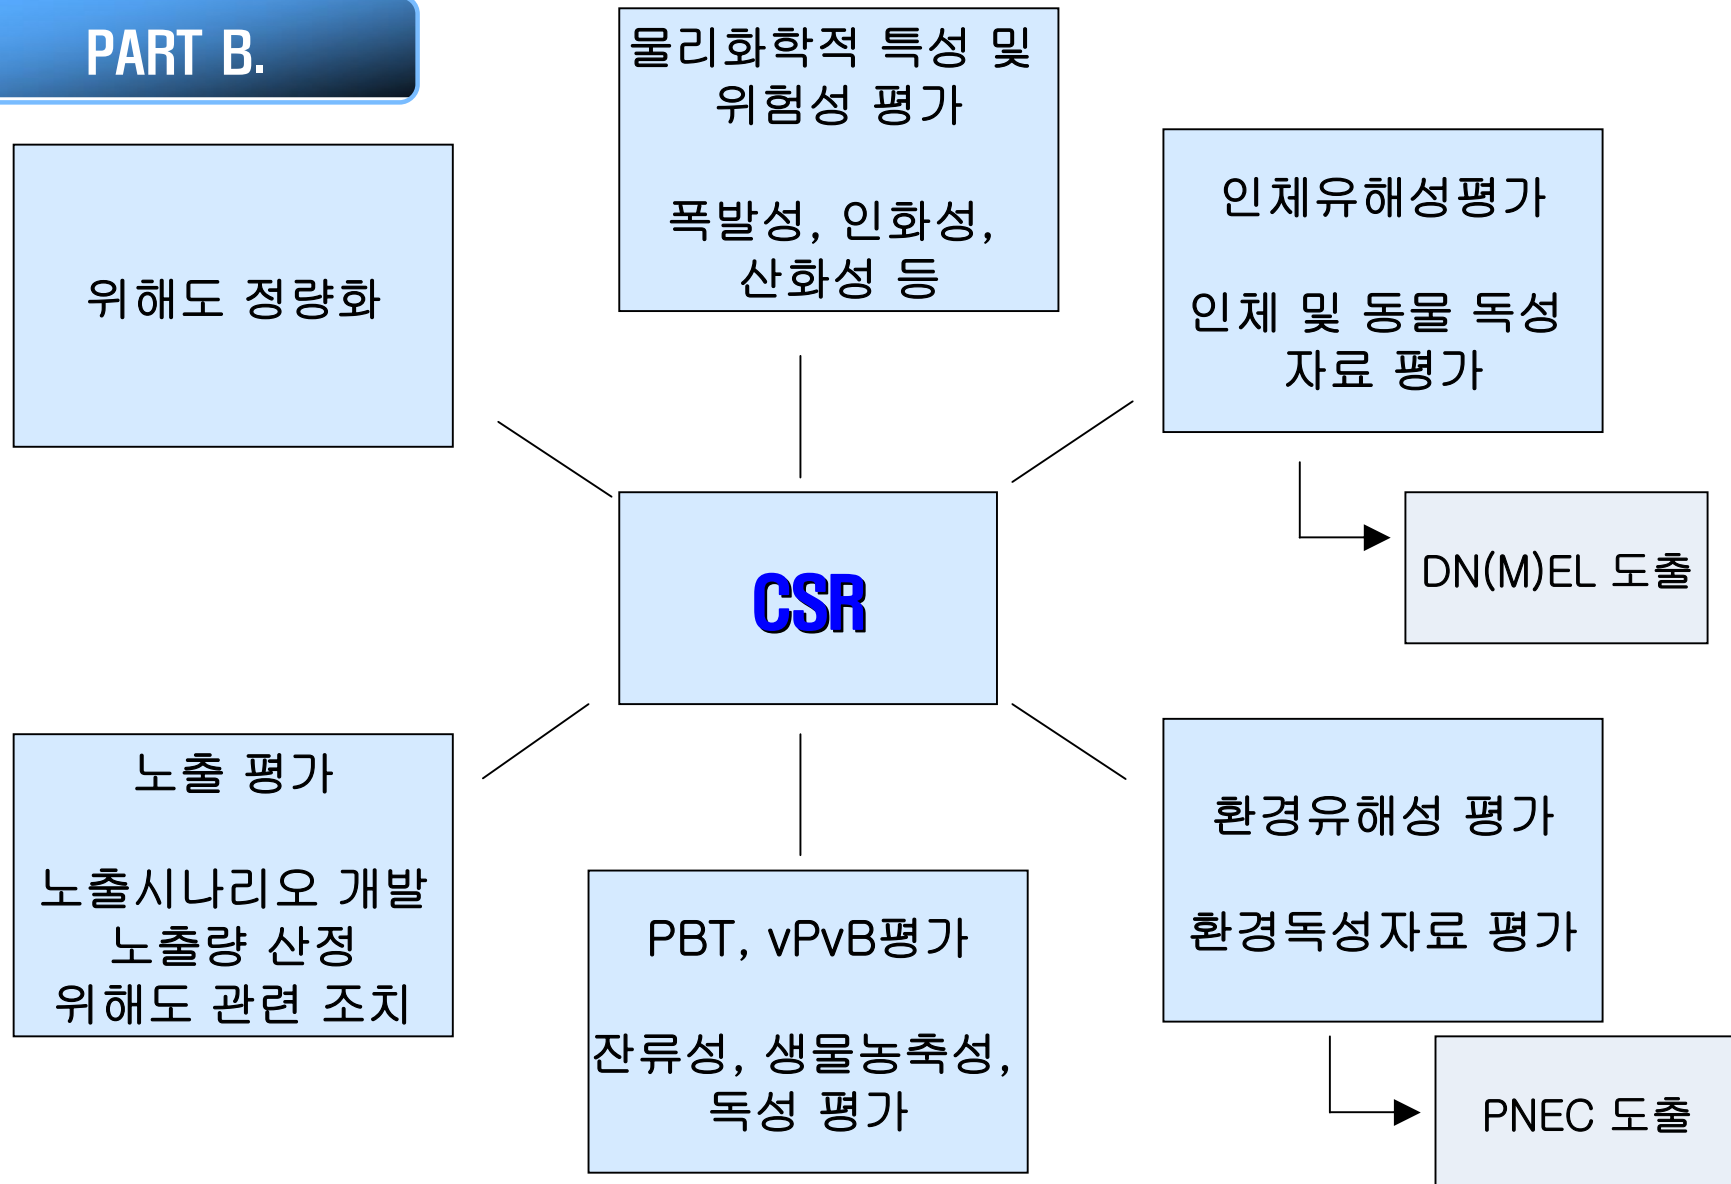 PART B.
물리화학적 특성 및
위험성 평가
폭발성, 인화성,
산화성 등
위해도 정량화
인체유해성평가
인체 및 동물 독성
자료 평가
DN(M)EL 도출
CSR
노출 평가
노출시나리오 개발
노출량 산정
위해도 관련 조치
PBT, vPvB평가
잔류성, 생물농축성,
독성 평가
환경유해성 평가
환경독성자료 평가
PNEC 도출